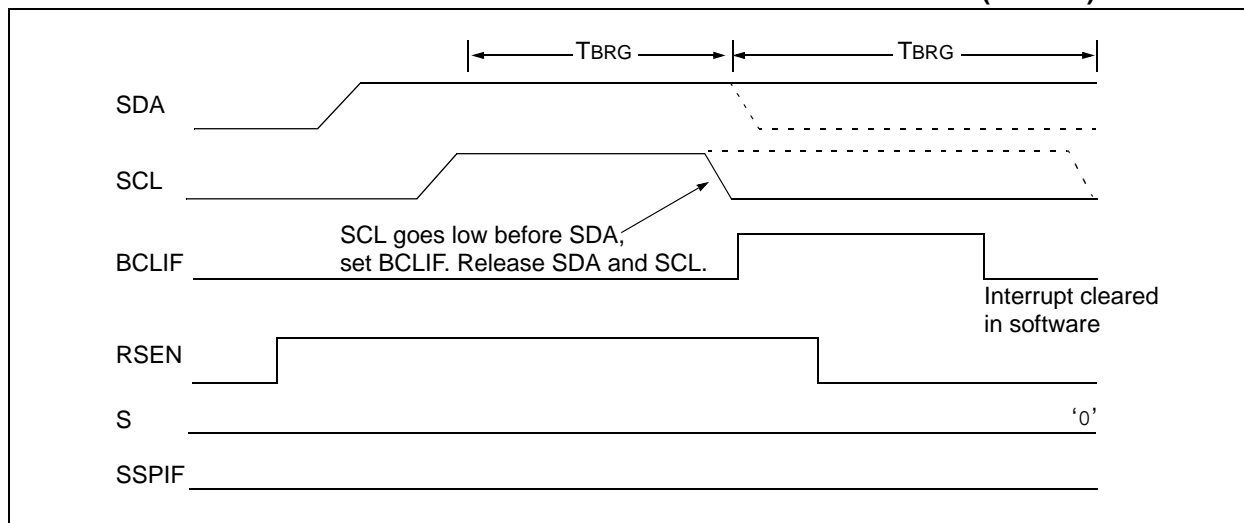 TBRG TBRG
SDA
SCL
SCL goes low before SDA,
set BCLIF. Release SDA and SCL.
BCLIF
Interrupt cleared
in software
RSEN
S ‘0’
SSPIF